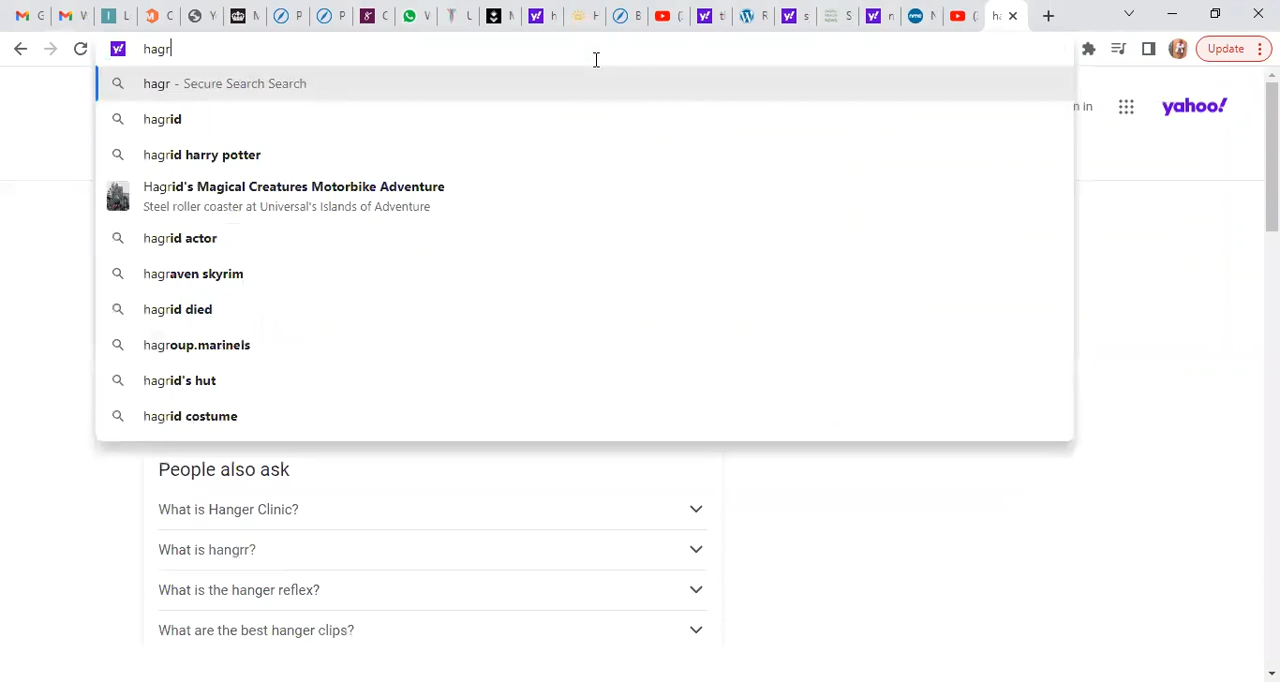 G
V
L
C
Y
M
P
P
C
V
L
M
h
H
B
(
t
R
s
S
n
N
(
ha
hagr
Update
hagr - Secure Search Search
hagrid
in in
yahoo!
hagrid harry potter
Hagrid's Magical Creatures Motorbike Adventure
Steel roller coaster at Universal's Islands of Adventure
hagrid actor
hagraven skyrim
hagrid died
hagroup.marinels
hagrid's hut
hagrid costume
People also ask
What is Hanger Clinic?
What is hangrr?
What is the hanger reflex?
What are the best hanger clips?